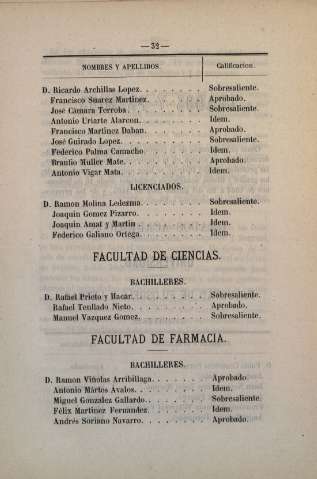 — 32 —
NOMBRES Y APELLIDOS. Calificacion.
D. Ricardo Archillas Lopez. . . . . . . . Sobresaliente.
Francisco Suarez Martinez. . . . . . . Aprobado.
José Cámara Terroba. . . . . . . . Sobresaliente.
Antonio Uriarte Alarcon. . . . . . . Idem.
Francisco Martinez Daban. . . . . . . Aprobado.
José Guirado Lopez. . . . . . . . Sobresaliente.
Federico Palma Camacho. . . . . . . Idem.
Braulio Muller Mate. . . . . . . . Aprobado.
Antonio Vigar Mata. . . . . . . . Idem.
LICENCIADOS.
D. Ramon Molina Ledezma. . . . . . . Sobresaliente.
Joaquin Gomez Pizarro. . . . . . . Idem.
Joaquin Amat y Martin. . . . . . . Idem.
Federico Galiano Ortega. . . . . . . Idem.
FACULTAD DE CIENCIAS.
BACHILLERES.
D. Rafael Prieto y Hacar. . . . . . . Sobresaliente.
Rafael Tenllado Nieto. . . . . . . Aprobado.
Manuel Vazquez Gomez. . . . . . . Sobresaliente.
FACULTAD DE FARMACIA.
BACHILLERES.
D. Ramon Viñolas Arribillaga. . . . . . Aprobado.
Antonio Mártos Avalos. . . . . . . Idem.
Miguel Gonzalez Gallardo. . . . . . . Sobresaliente.
Félix Martinez Fernandez. . . . . . . Idem.
Andrés Soriano Navarro. . . . . . . Aprobado.